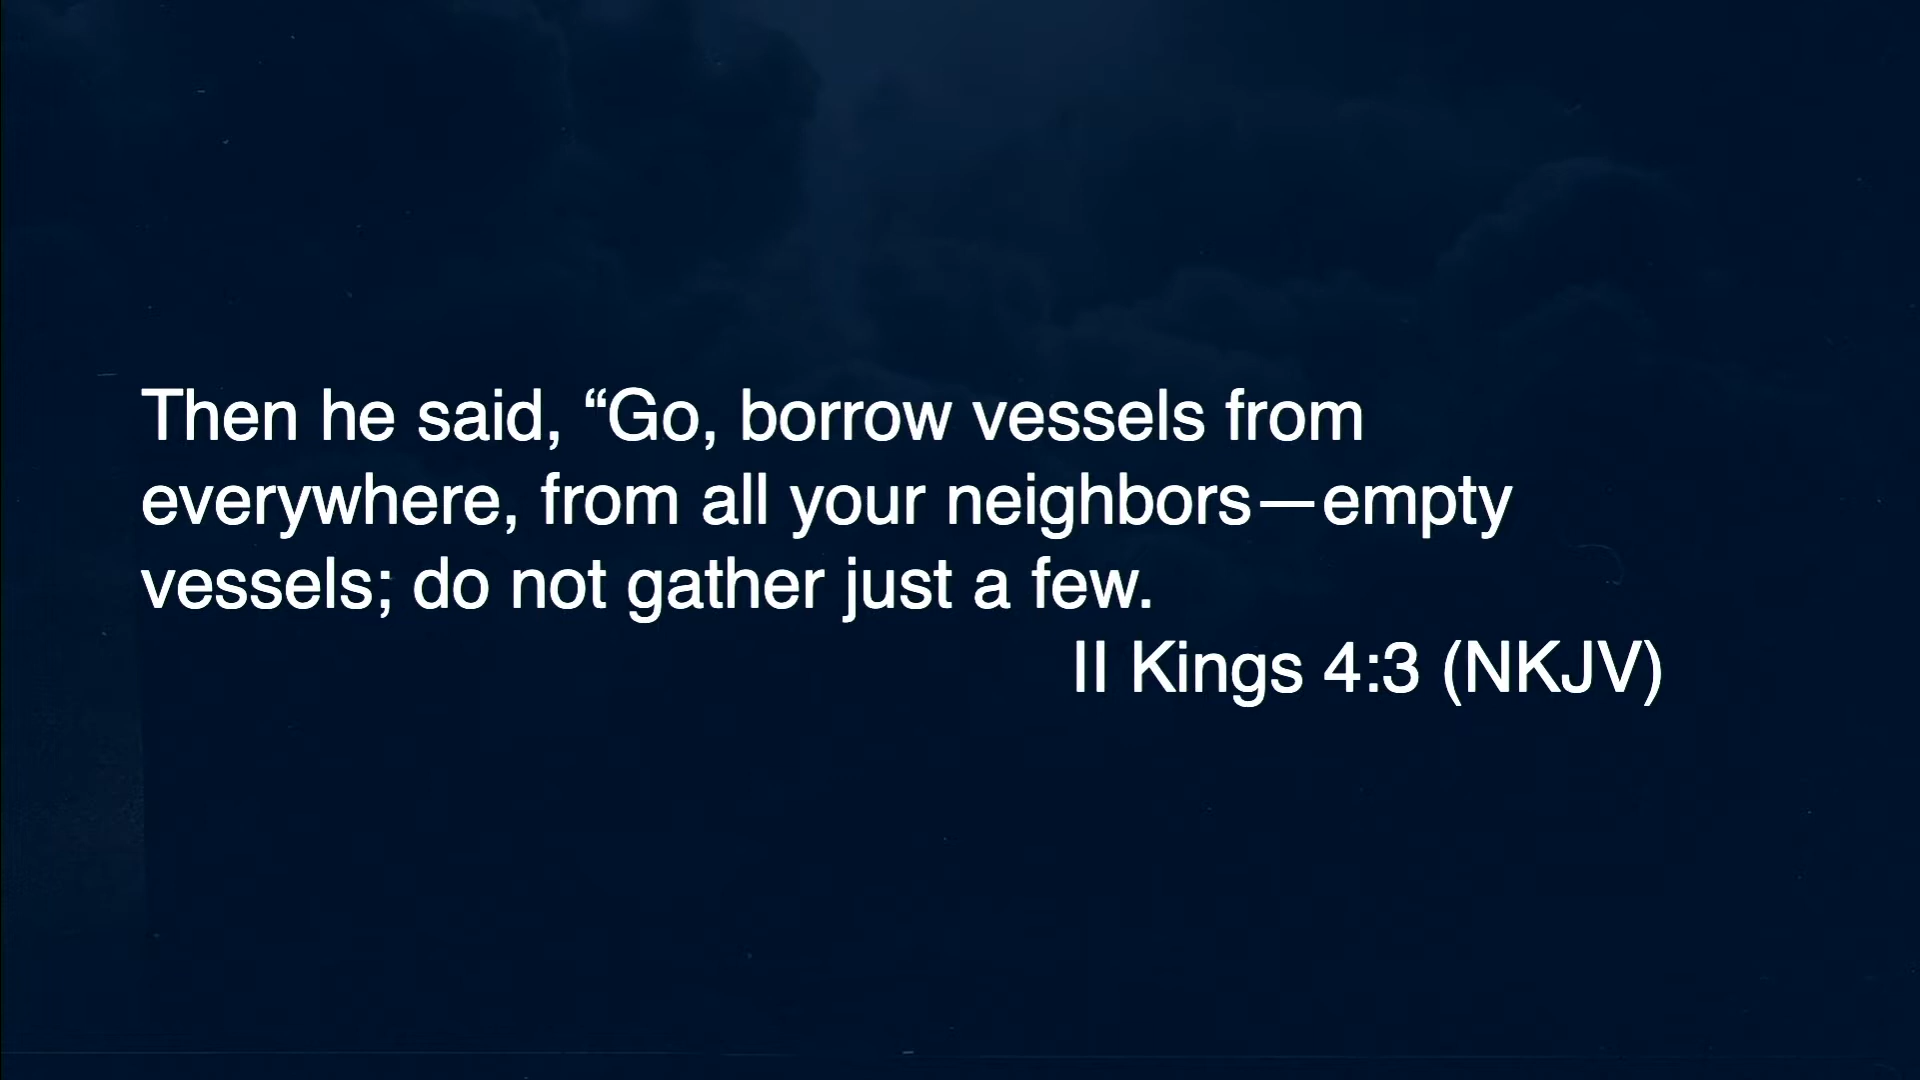 Then he said, “Go, borrow vessels from
everywhere, from all your neighbors—empty
vessels; do not gather just a few.
II Kings 4:3 (NKJV)